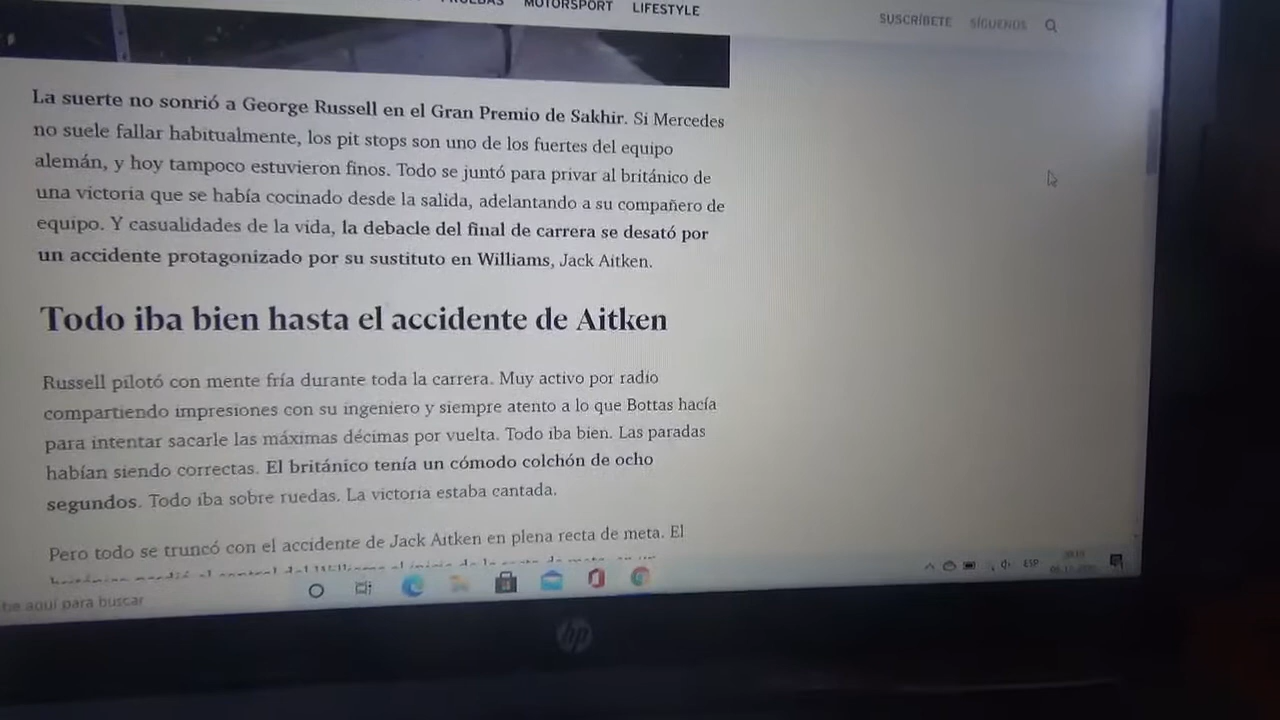 MOTORSPORT LIFESTYLE
SUSCRÍBETE SÍGUENOS
La suerte no sonrió a George Russell en el Gran Premio de Sakhir. Si Mercedes
no suele fallar habitualmente, los pit stops son uno de los fuertes del equipo
alemán, y hoy tampoco estuvieron finos. Todo se juntó para privar al británico de
una victoria que se había cocinado desde la salida, adelantando a su compañero de
equipo. Y casualidades de la vida, la debacle del final de carrera se desató por
un accidente protagonizado por su sustituto en Williams, Jack Aitken.
Todo iba bien hasta el accidente de Aitken
Russell pilotó con mente fría durante toda la carrera. Muy activo por radio
compartiendo impresiones con su ingeniero y siempre atento a lo que Bottas hacía
para intentar sacarle las máximas décimas por vuelta. Todo iba bien. Las paradas
habían siendo correctas. El británico tenía un cómodo colchón de ocho
segundos. Todo iba sobre ruedas. La victoria estaba cantada.
Pero todo se truncó con el accidente de Jack Aitken en plena recta de meta. El
aquí para buscar
ESP
hp